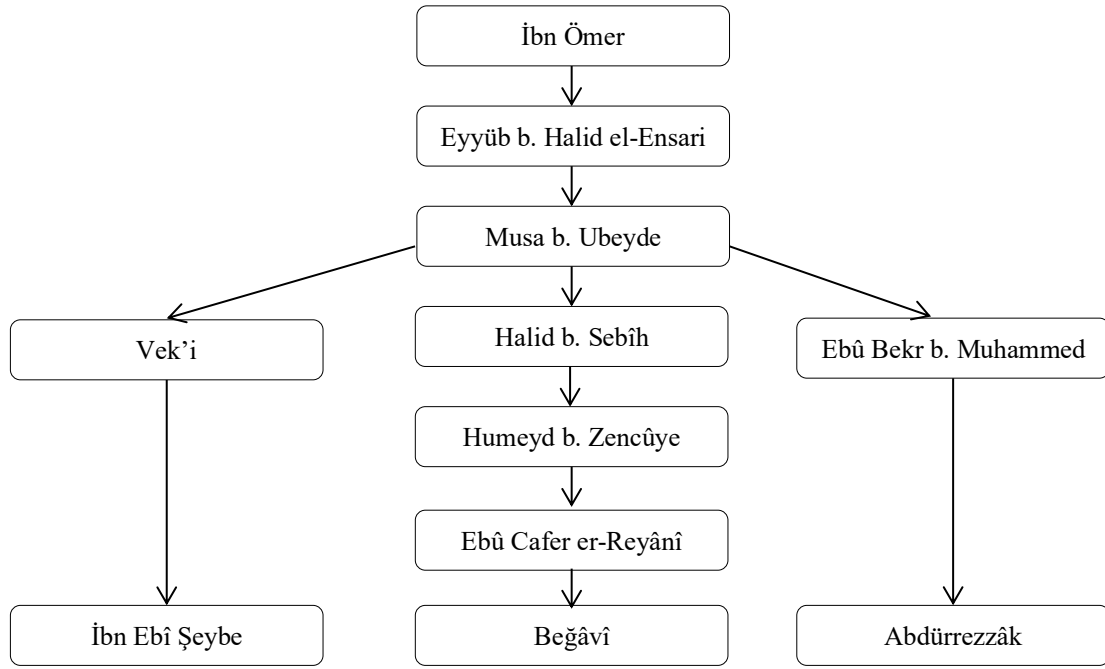 İbn Ömer
Eyyüb b. Halid el-Ensari
Musa b. Ubeyde
Vek’i
Halid b. Sebîh
Ebû Bekr b. Muhammed
Humeyd b. Zencûye
Ebû Cafer er-Reyânî
İbn Ebî Şeybe
Beğâvî
Abdürrezzâk